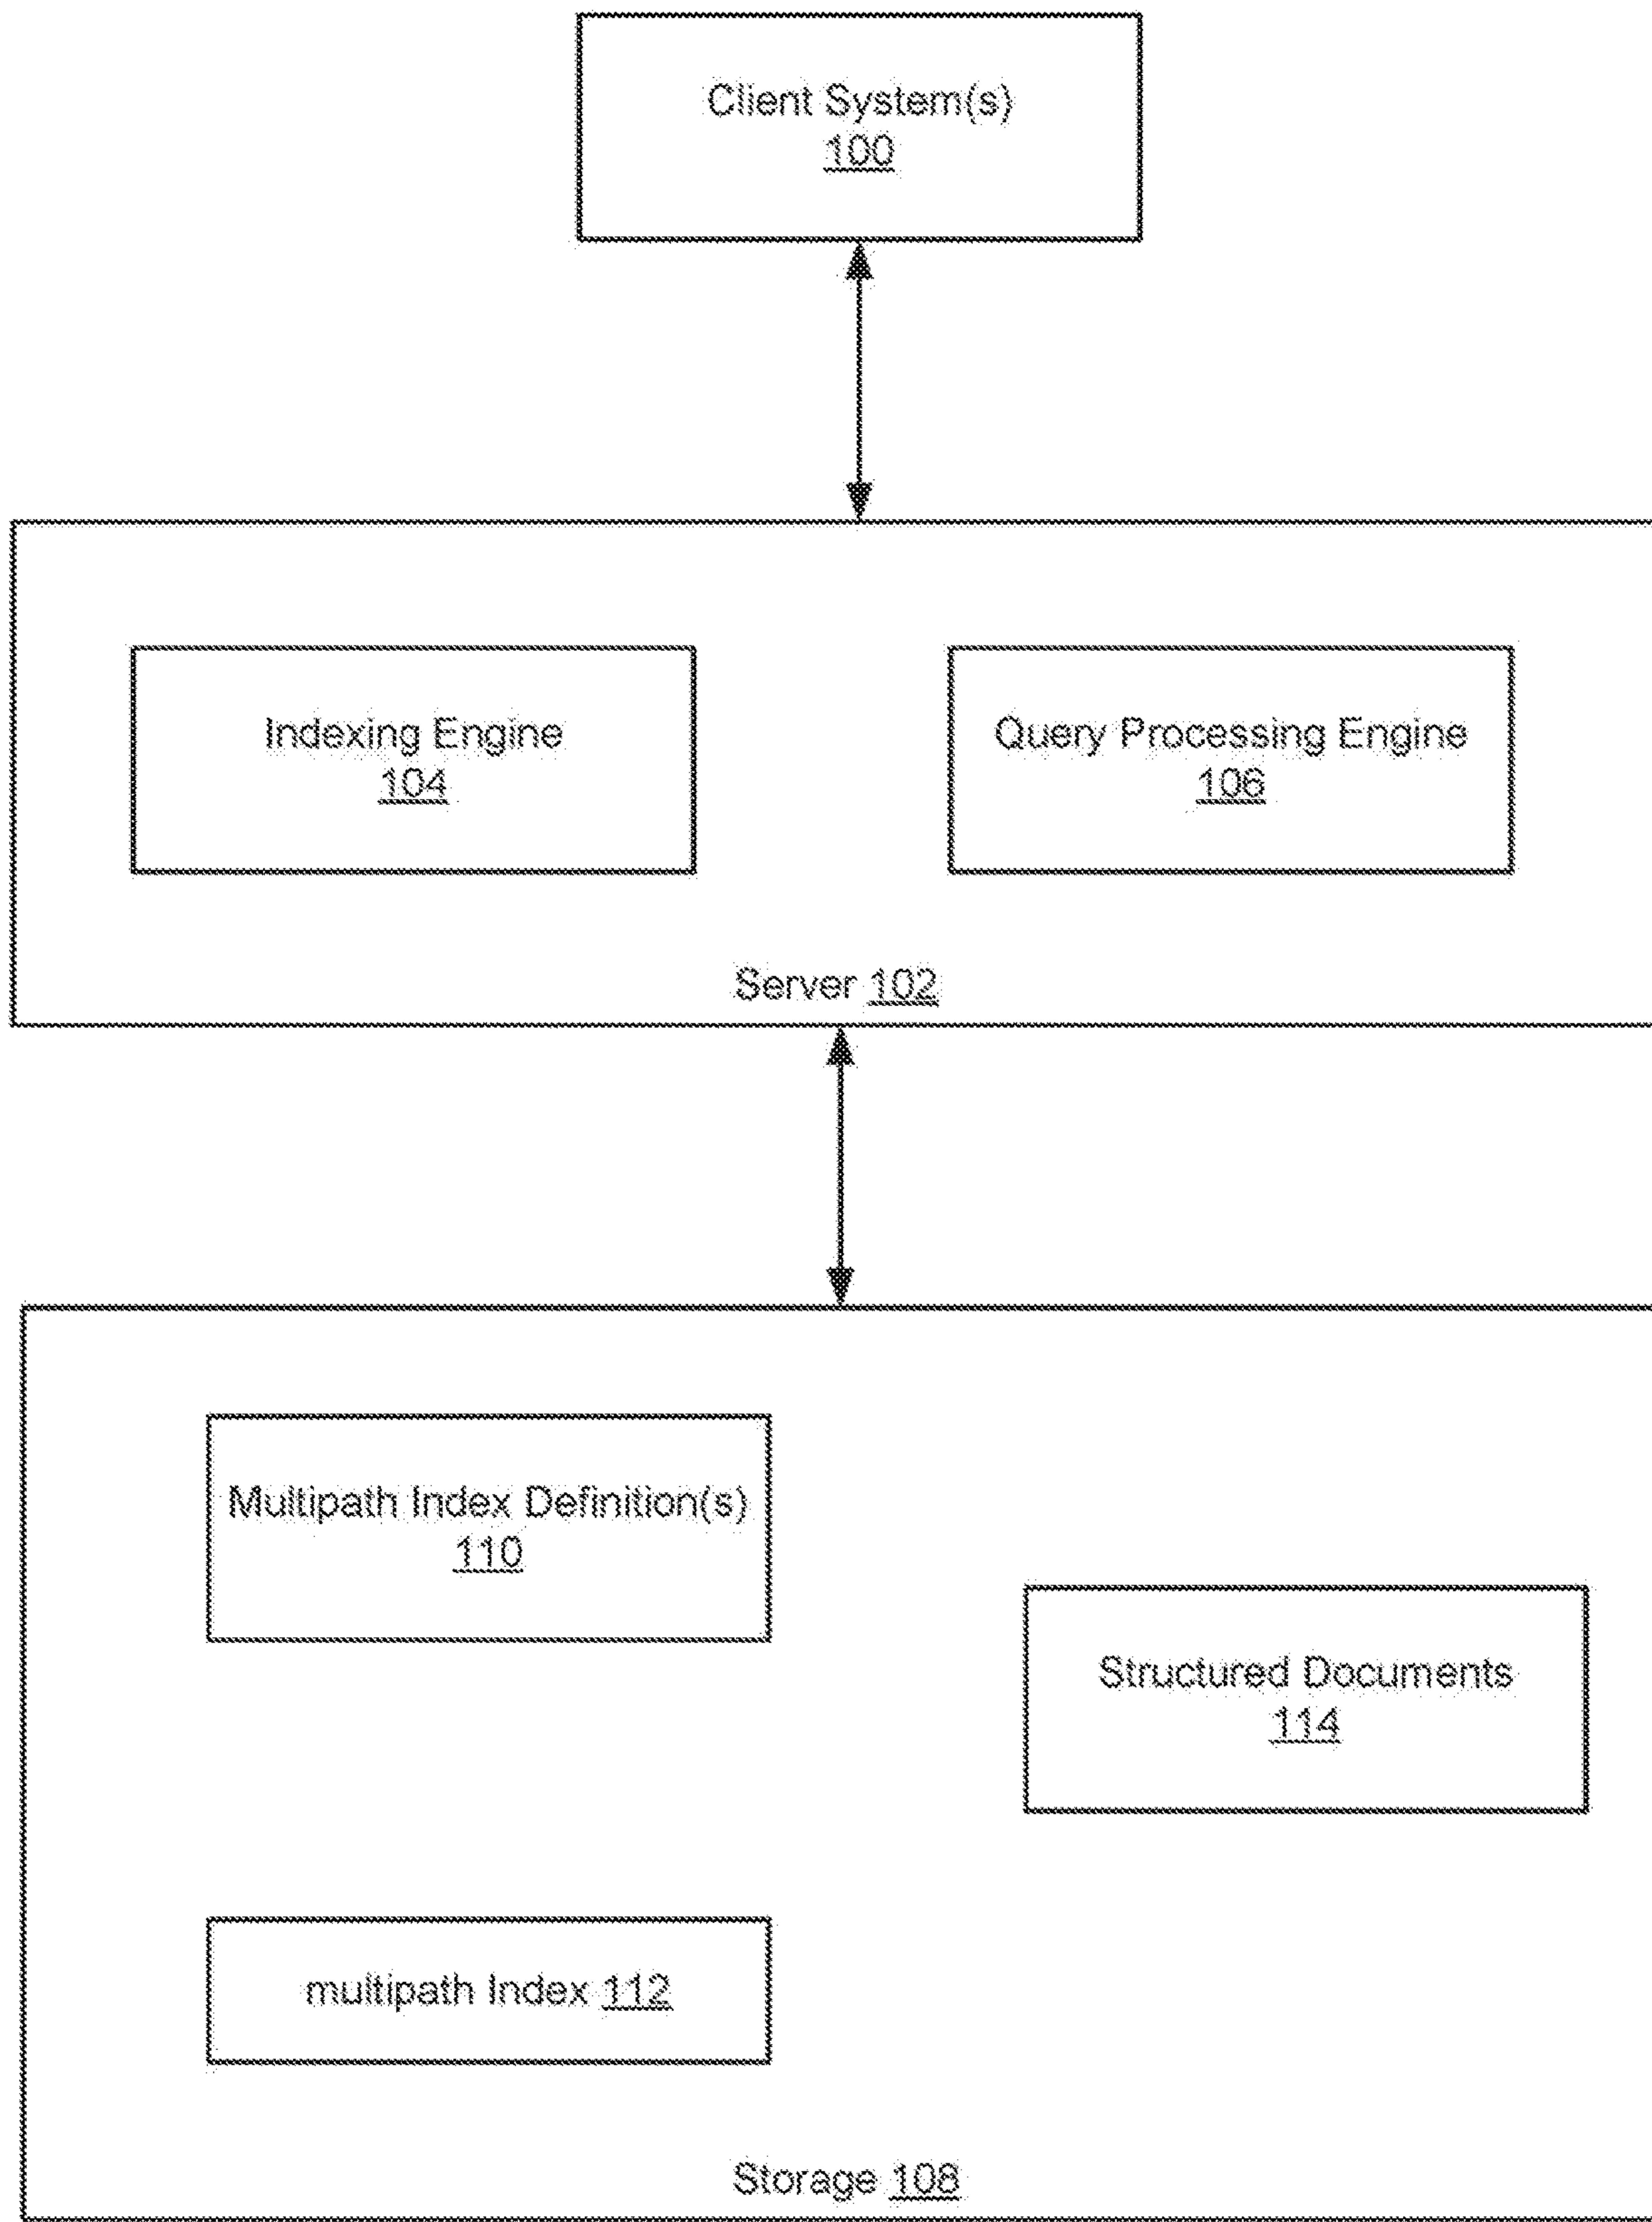 Client System(s)
100
Indexing Engine
104
Query Processing Engine
106
Server 102
Multipath Index Definition(s)
110
Structured Documents
114
multipath Index 112
Storage 108